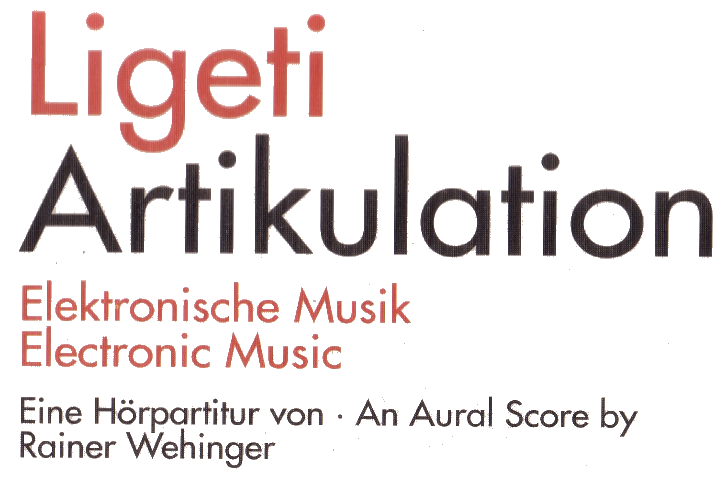 Ligeti
Artikulation
Elektronische Musik
Electronic Music
Eine Hörpartitur von · An Aural Score by
Rainer Wehinger